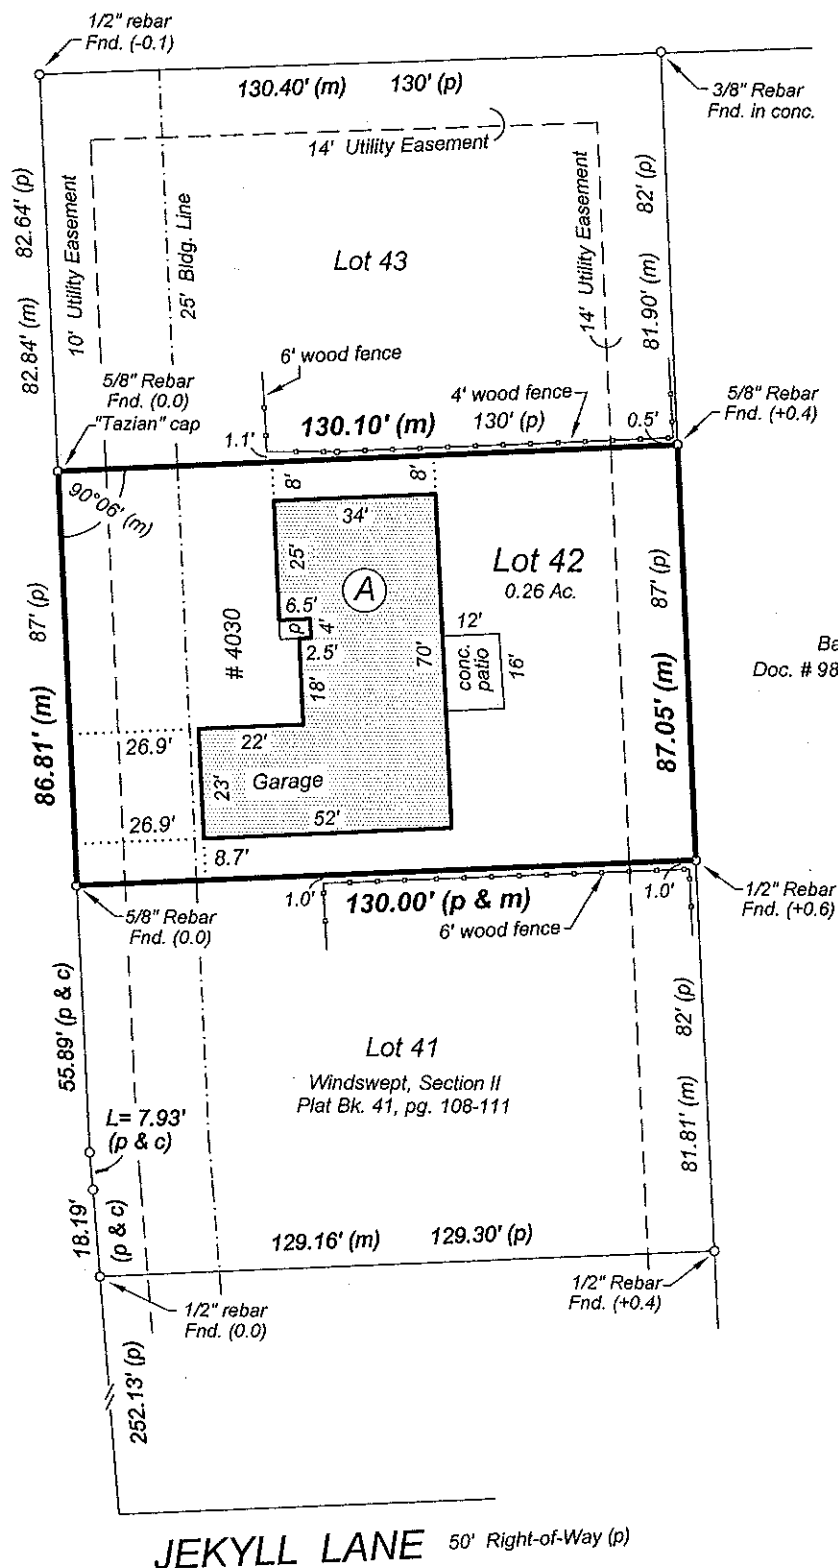 1/2" rebar
Fnd. (-0.1)
130.40' (m) 130' (p)
3/8" Rebar
Fnd. in conc.
14' Utility Easement
82.64' (p)
82.84' (m)
10' Utility Easement
25' Bldg. Line
Lot 43
14' Utility Easement
82' (p)
81.90' (m)
6' wood fence
5/8" Rebar
Fnd. (0.0)
"Tazian" cap
4' wood fence
130.10' (m) 130' (p)
5/8" Rebar
Fnd. (+0.4)
1.1'
0.5'
90°06' (m)
8'
8'
34'
25'
A
Lot 42
0.26 Ac.
87' (p)
86.81' (m)
# 4030
6.5'
p
4'
2.5'
18'
70'
12'
conc.
patio
16'
87' (p)
87.05' (m)
Ba
Doc. # 98
26.9'
22'
23'
Garage
26.9'
52'
8.7'
5/8" Rebar
Fnd. (0.0)
1.0'
130.00' (p & m)
1.0'
6' wood fence
1/2" Rebar
Fnd. (+0.6)
55.89' (p & c)
Lot 41
Windswept, Section II
Plat Bk. 41, pg. 108-111
82' (p)
81.81' (m)
L= 7.93'
(p & c)
18.19'
(p & c)
129.16' (m) 129.30' (p)
1/2" rebar
Fnd. (0.0)
1/2" Rebar
Fnd. (+0.4)
252.13' (p)
JEKYLL LANE 50' Right-of-Way (p)